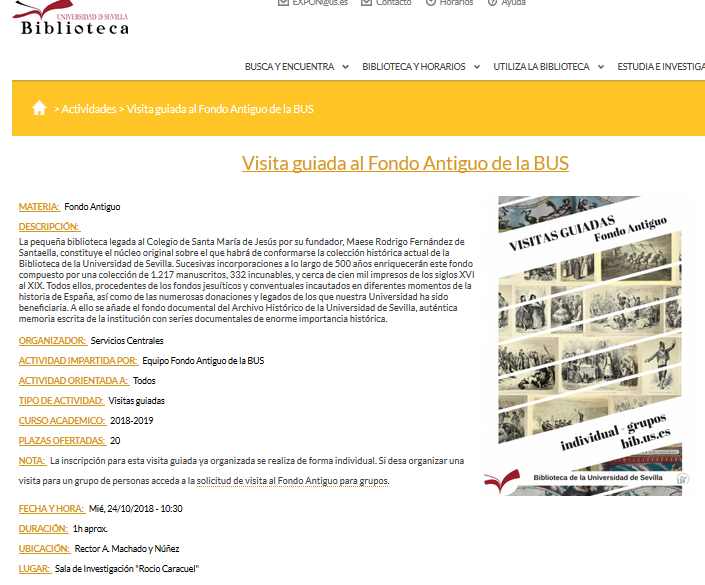 UNIVERSIDAD D SEVILLA
Biblioteca
EXPON@us.es Contacto Horarios Ayuda
BUSCA Y ENCUENTRA BIBLIOTECA Y HORARIOS UTILIZA LA BIBLIOTECA ESTUDIA E INVESTIGA
> Actividades > Visita guiada al Fondo Antiguo de la BUS
Visita guiada al Fondo Antiguo de la BUS
MATERIA: Fondo Antiguo
DESCRIPCIÓN:
La pequeña biblioteca legada al Colegio de Santa María de Jesús por su fundador, Maese Rodrigo Fernández de
Santaella, constituye el núcleo original sobre el que habrá de conformarse la colección histórica actual de la
Biblioteca de la Universidad de Sevilla. Sucesivas incorporaciones a lo largo de 500 años enriquecerán este fondo
compuesto por una colección de 1.217 manuscritos, 332 incunables, y cerca de cien mil impresos de los siglos XVI
al XIX. Todos ellos, procedentes de los fondos jesuíticos y conventuales incautados en diferentes momentos de la
historia de España, así como de las numerosas donaciones y legados de los que nuestra Universidad ha sido
beneficiaria. A ello se añade el fondo documental del Archivo Histórico de la Universidad de Sevilla, auténtica
memoria escrita de la institución con series documentales de enorme importancia histórica.
ORGANIZADOR: Servicios Centrales
ACTIVIDAD IMPARTIDA POR: Equipo Fondo Antiguo de la BUS
ACTIVIDAD ORIENTADA A: Todos
TIPO DE ACTIVIDAD: Visitas guiadas
CURSO ACADEMICO: 2018-2019
PLAZAS OFERTADAS: 20
NOTA: La inscripción para esta visita guiada ya organizada se realiza de forma individual. Si desa organizar una
visita para un grupo de personas acceda a la solicitud de visita al Fondo Antiguo para grupos.
FECHA Y HORA: Mié, 24/10/2018 - 10:30
DURACIÓN: 1h aprox.
UBICACIÓN: Rector A. Machado y Núñez
LUGAR: Sala de Investigación "Rocio Caracuel"
VISITAS GUIADAS
Fondo Antiguo
individual - grupos
bib.us.es
Biblioteca de la Universidad de Sevilla